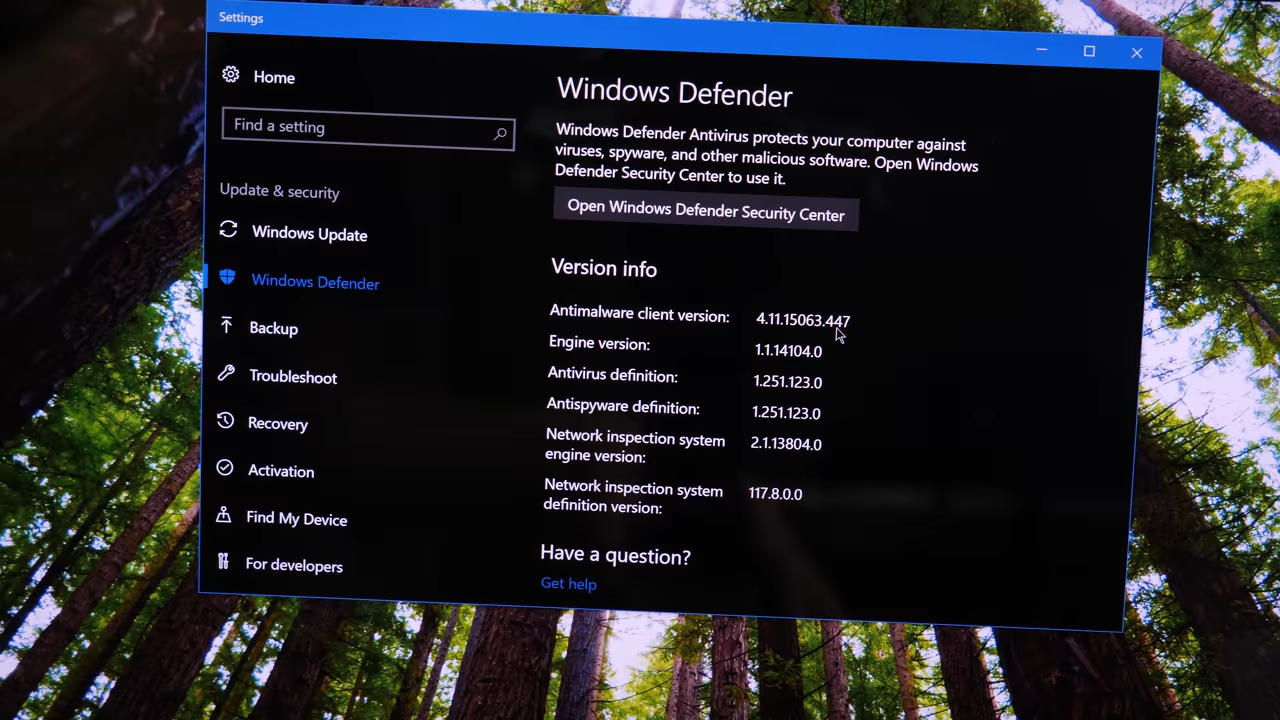 Settings
Home
Find a setting
Update & security
Windows Update
Windows Defender
Backup
Troubleshoot
Recovery
Activation
Find My Device
For developers
Windows Defender
Windows Defender Antivirus protects your computer against
viruses, spyware, and other malicious software. Open Windows
Defender Security Center to use it.
Open Windows Defender Security Center
Version info
Antimalware client version: 4.11.15063.447
Engine version: 1.1.14104.0
Antivirus definition: 1.251.123.0
Antispyware definition: 1.251.123.0
Network inspection system 2.1.13804.0
engine version:
Network inspection system 117.8.0.0
definition version:
Have a question?
Get help